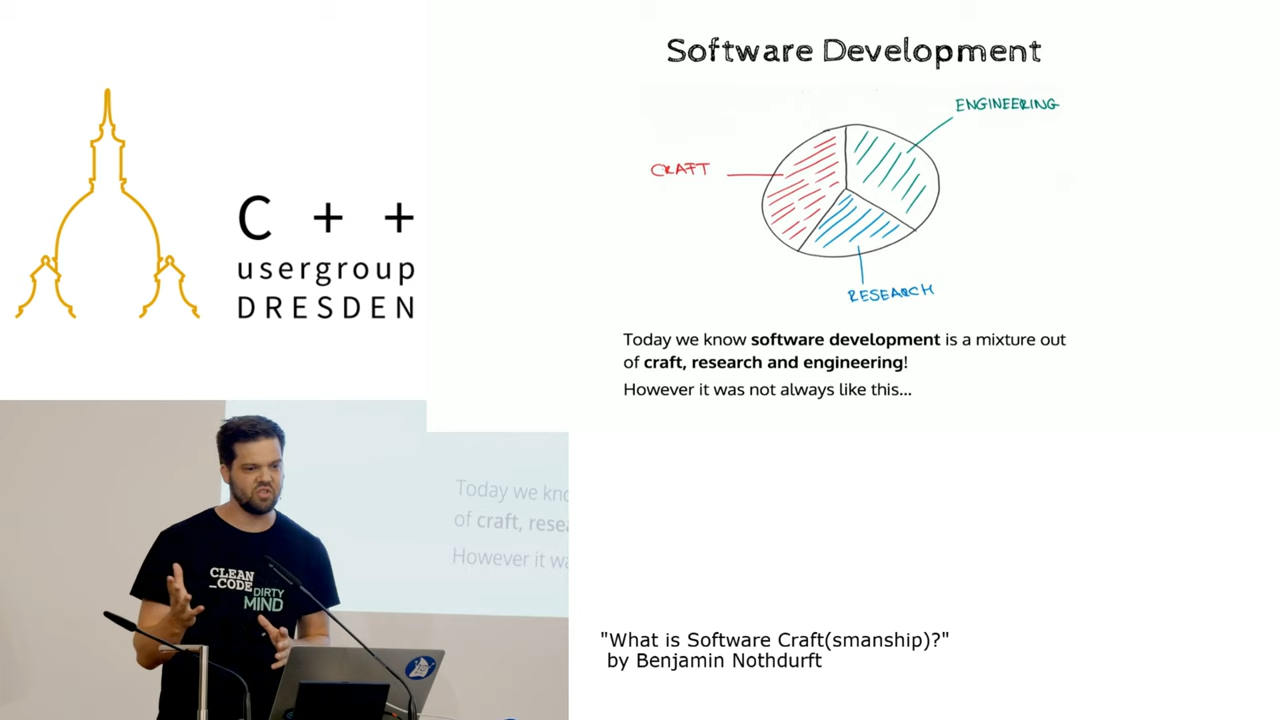 Software Development
ENGINEERING
CRAFT
RESEARCH
Today we know software development is a mixture out
of craft, research and engineering!
However it was not always like this...
C + +
usergroup
DRESDEN
Today we kno
of craft, resea
However it wa
CLEAN
_CODE
DIRTY
MIND
"What is Software Craft(smanship)?"
by Benjamin Nothdurft